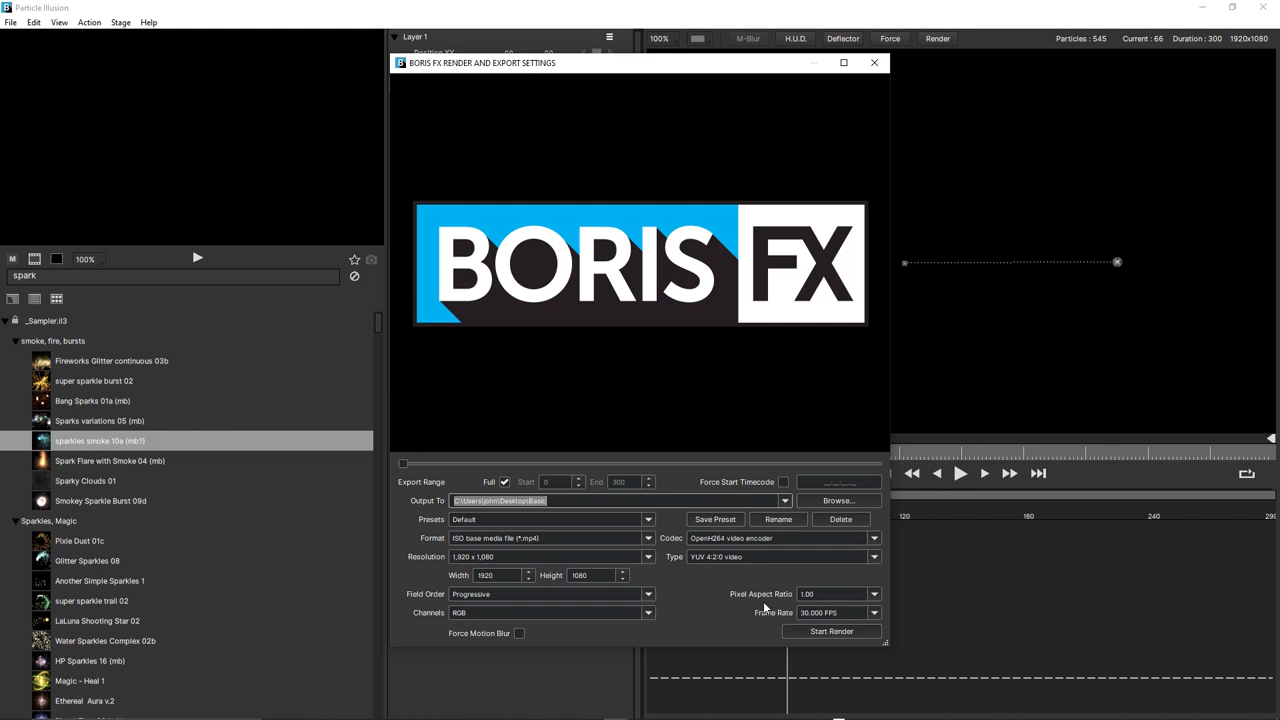 Particle Illusion
File Edit View Action Stage Help
Layer 1
100% M-Blur H.U.D. Deflector Force Render Particles : 545 Current : 66 Duration : 300 1920x1080
BORIS FX RENDER AND EXPORT SETTINGS
BORIS FX
M 100%
spark
_Sampler.il3
smoke, fire, bursts
Fireworks Glitter continuous 03b
super sparkle burst 02
Bang Sparks 01a (mb)
Sparks variations 05 (mb)
sparkles smoke 10a (mb?)
Spark Flare with Smoke 04 (mb)
Sparky Clouds 01
Smokey Sparkle Burst 09d
Sparkles, Magic
Pixie Dust 01c
Glitter Sparkles 08
Another Simple Sparkles 1
super sparkle trail 02
LaLuna Shooting Star 02
Water Sparkles Complex 02b
HP Sparkles 16 (mb)
Magic - Heal 1
Ethereal Aura v.2
Export Range Full Start 0 End 300 Force Start Timecode __:__:__:__
Output To C:\Users\john\Desktop\Basic Browse...
Presets Default Save Preset Rename Delete
Format ISO base media file (*.mp4) Codec OpenH264 video encoder
Resolution 1,920 x 1,080 Type YUV 4:2:0 video
Width 1920 Height 1080
Field Order Progressive Pixel Aspect Ratio 1.00
Channels RGB Frame Rate 30.000 FPS
Force Motion Blur Start Render
120 180 240 299